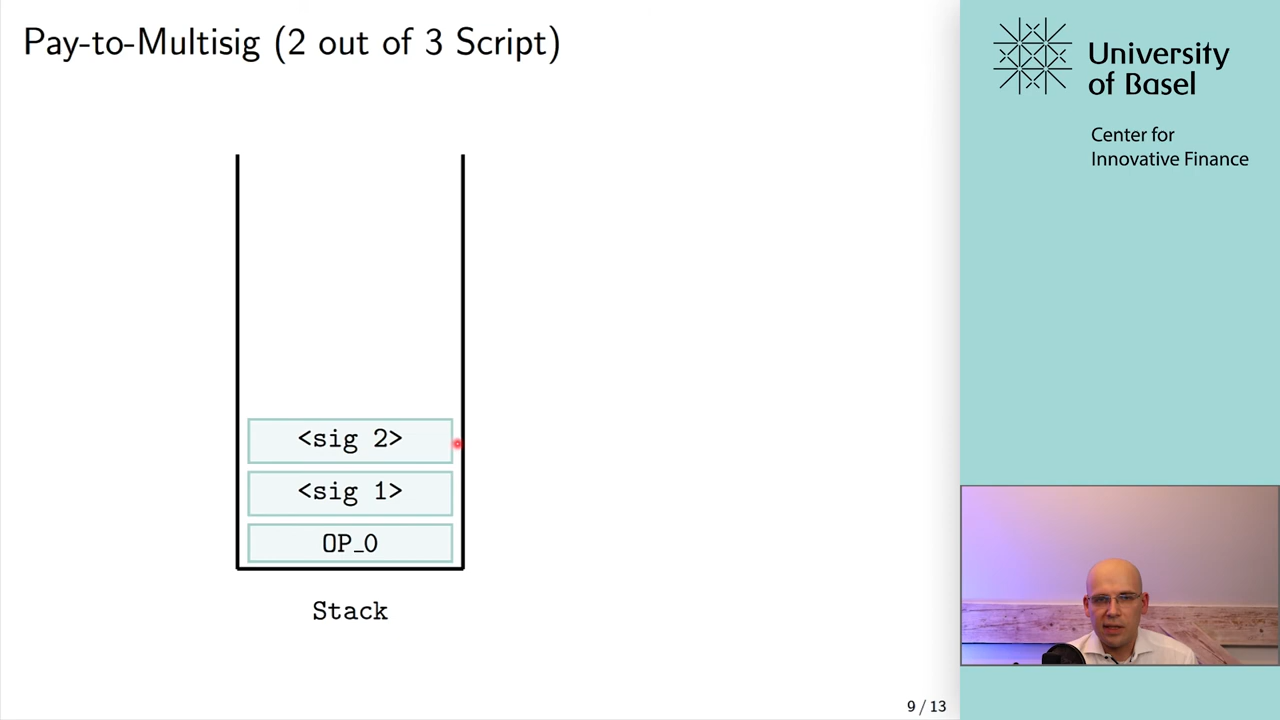 Pay-to-Multisig (2 out of 3 Script)
<sig 2>
<sig 1>
OP_0
Stack
9 / 13
University
of Basel
Center for
Innovative Finance